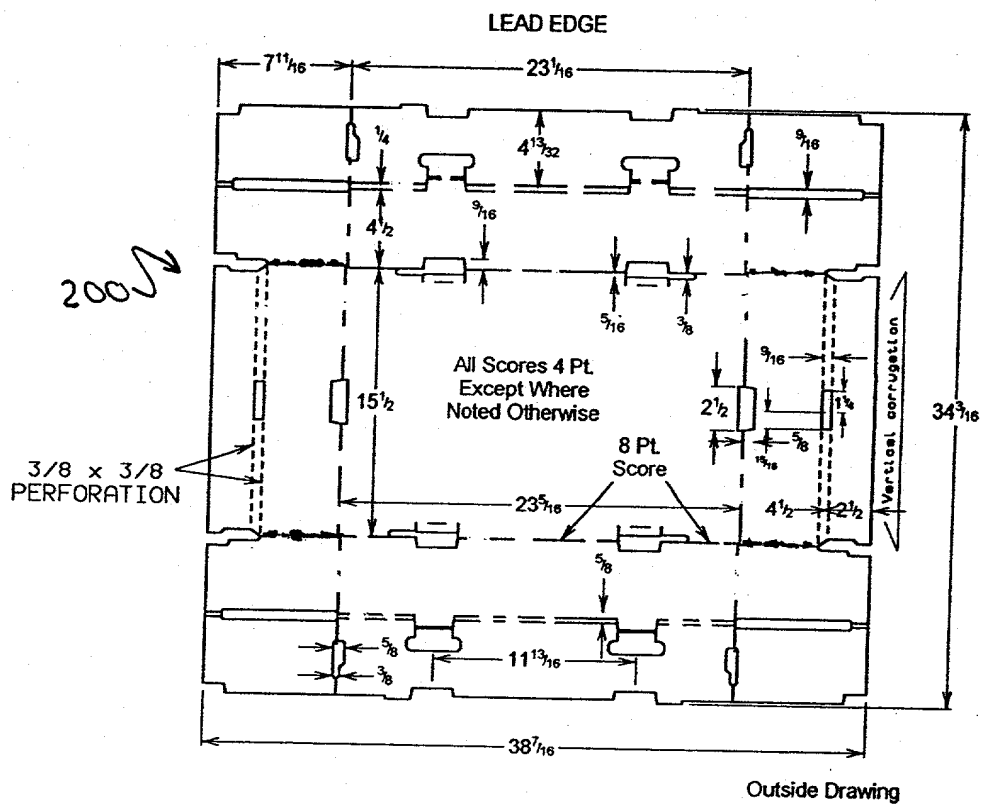 LEAD EDGE
7 11/16
23 1/16
1/4
4 13/32
9/16
4 1/2
9/16
200
5/16
3/8
All Scores 4 Pt.
Except Where
Noted Otherwise
9/16
15 1/2
2 1/2
1 1/4
5/8
15/16
34 3/16
Vertical corrugation
8 Pt.
Score
3/8 x 3/8
PERFORATION
23 5/16
4 1/2
2 1/2
5/8
5/8
11 13/16
3/8
38 7/16
Outside Drawing